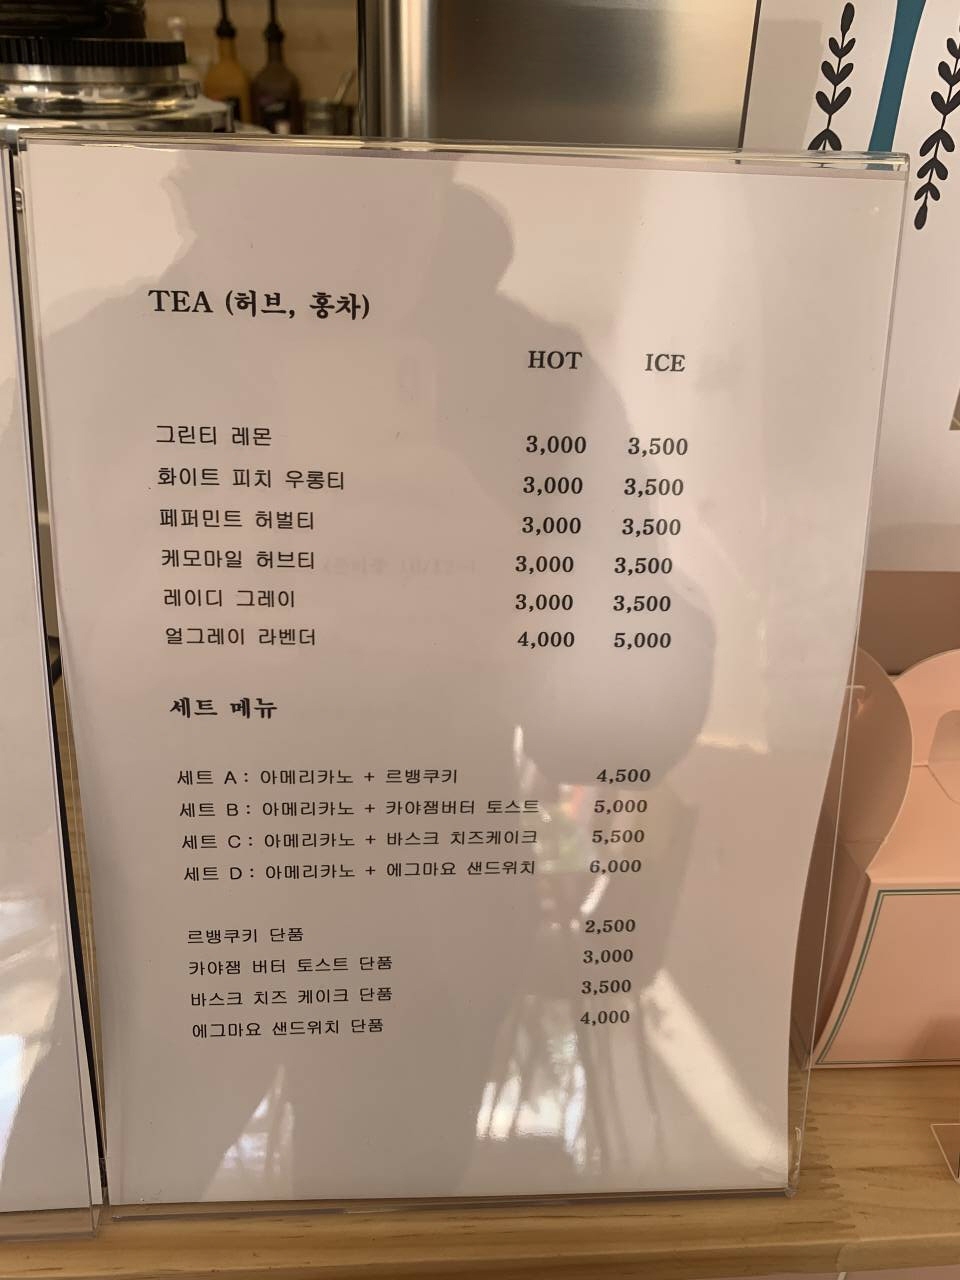 TEA (허브, 홍차)
HOT ICE
그린티 레몬 3,000 3,500
화이트 피치 우롱티 3,000 3,500
페퍼민트 허벌티 3,000 3,500
케모마일 허브티 3,000 3,500
레이디 그레이 3,000 3,500
얼그레이 라벤더 4,000 5,000
세트 메뉴
세트 A : 아메리카노 + 르뱅쿠키 4,500
세트 B : 아메리카노 + 카야잼버터 토스트 5,000
세트 C : 아메리카노 + 바스크 치즈케이크 5,500
세트 D : 아메리카노 + 에그마요 샌드위치 6,000
르뱅쿠키 단품 2,500
카야잼 버터 토스트 단품 3,000
바스크 치즈 케이크 단품 3,500
에그마요 샌드위치 단품 4,000